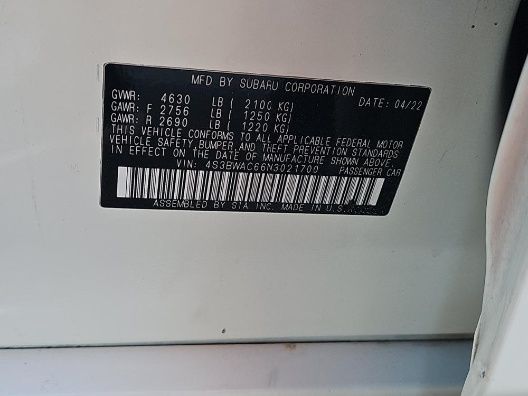 MFD BY SUBARU CORPORATION DATE: 04/22
GVWR: 4630 LB ( 2100 KG)
GAWR: F 2756 LB ( 1250 KG)
GAWR: R 2690 LB ( 1220 KG)
THIS VEHICLE CONFORMS TO ALL APPLICABLE FEDERAL MOTOR
VEHICLE SAFETY, BUMPER, AND THEFT PREVENTION STANDARDS
IN EFFECT ON THE DATE OF MANUFACTURE SHOWN ABOVE.
VIN: 4S3BWAC66N3021700 PASSENGER CAR
ASSEMBLED BY SIA INC. MADE IN U.S.